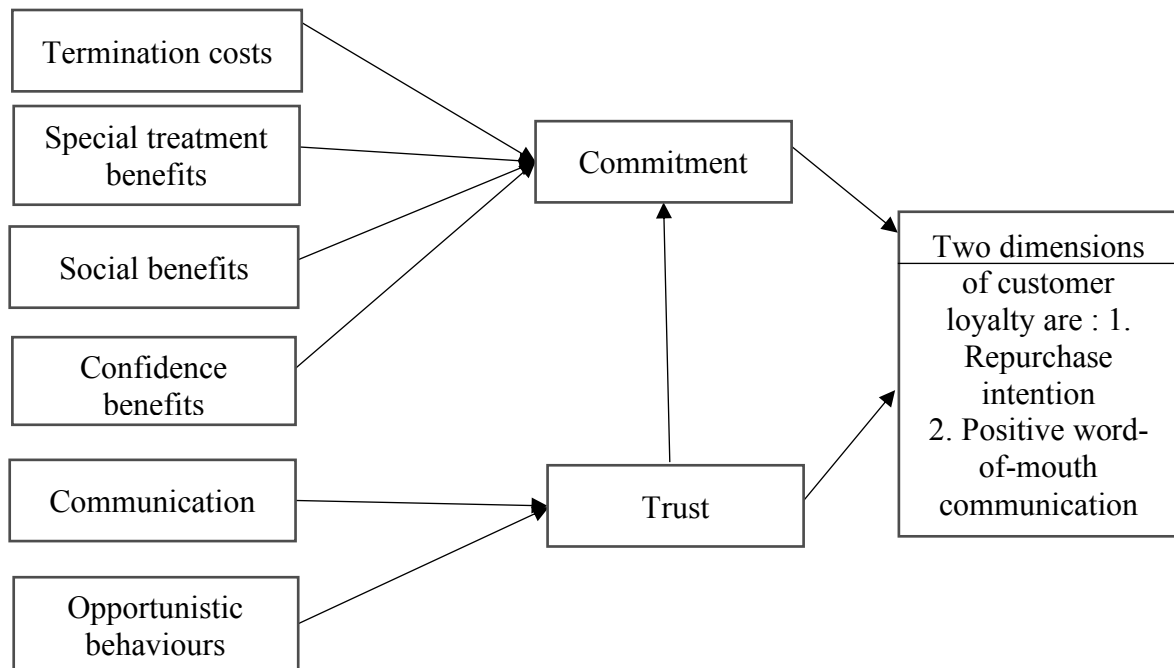 Termination costs
Special treatment
benefits
Social benefits
Confidence
benefits
Communication
Opportunistic
behaviours
Commitment
Trust
Two dimensions
of customer
loyalty are : 1.
Repurchase
intention
2. Positive word-
of-mouth
communication